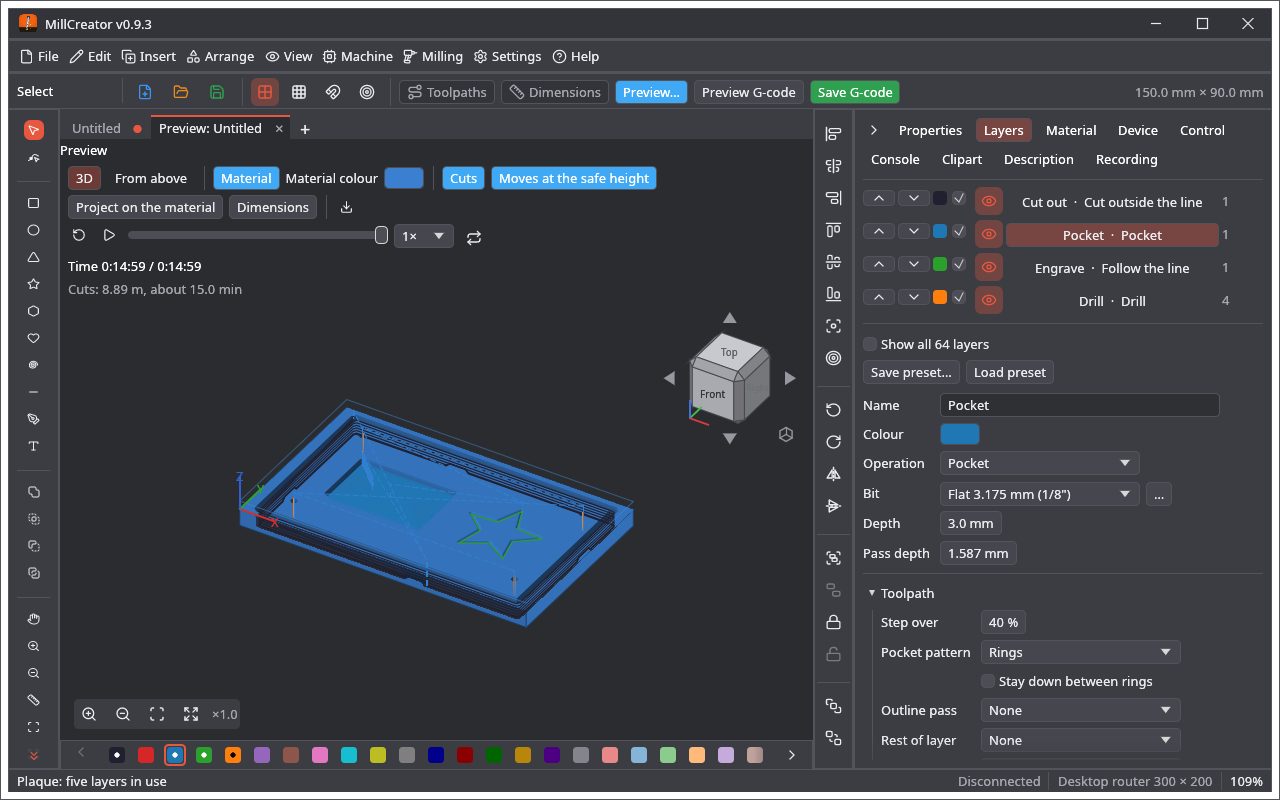 MillCreator v0.9.3
File Edit Insert Arrange View Machine Milling Settings Help
Select Toolpaths Dimensions Preview... Preview G-code Save G-code 150.0 mm × 90.0 mm
Untitled Preview: Untitled
Preview
3D From above Material Material colour Cuts Moves at the safe height
Project on the material Dimensions
1×
Time 0:14:59 / 0:14:59
Cuts: 8.89 m, about 15.0 min
Top
Front
Z
Y
X
×1.0
Properties Layers Material Device Control
Console Clipart Description Recording
Cut out · Cut outside the line 1
Pocket · Pocket 1
Engrave · Follow the line 1
Drill · Drill 4
Show all 64 layers
Save preset... Load preset
Name Pocket
Colour
Operation Pocket
Bit Flat 3.175 mm (1/8") ...
Depth 3.0 mm
Pass depth 1.587 mm
Toolpath
Step over 40 %
Pocket pattern Rings
Stay down between rings
Outline pass None
Rest of layer None
Plaque: five layers in use Disconnected Desktop router 300 × 200 109%